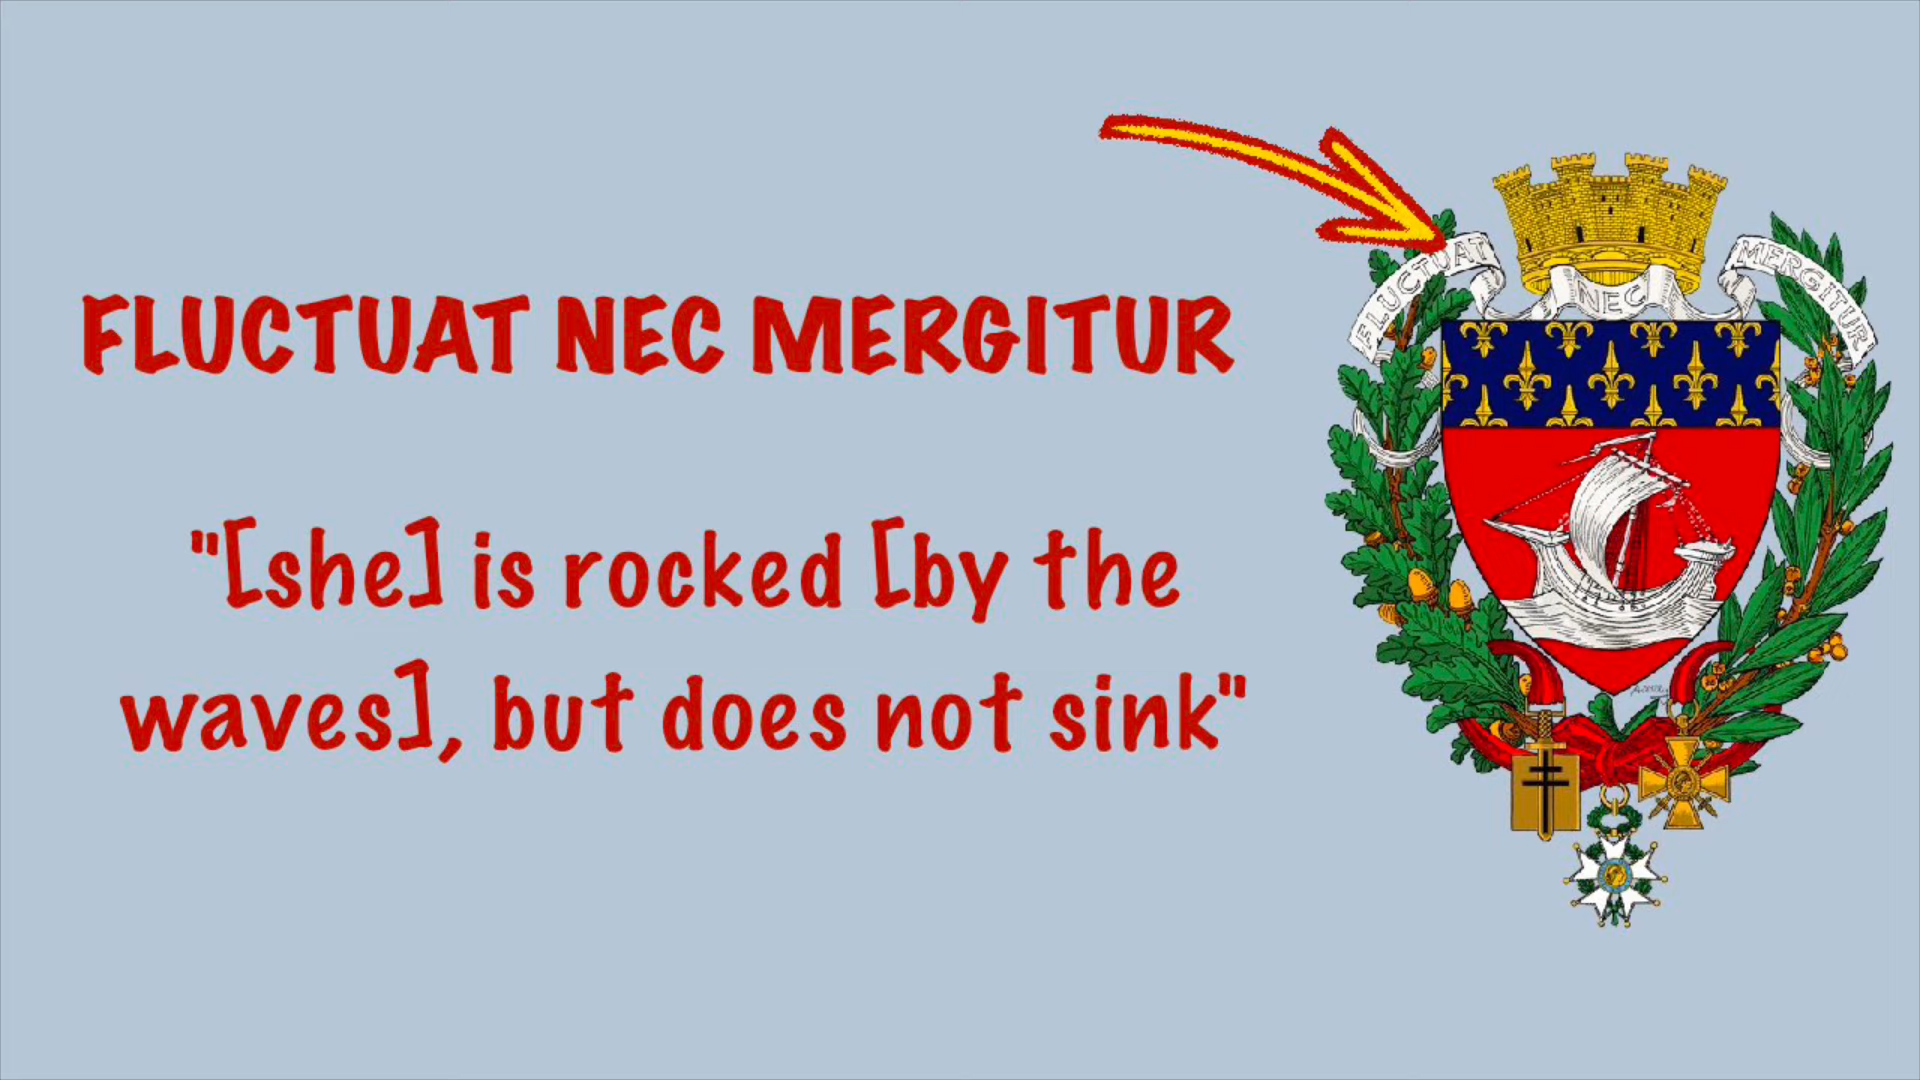 FLUCTUAT NEC MERGITUR
"[she] is rocked [by the
waves], but does not sink"
FLUCTUAT
NEC
MERGITUR